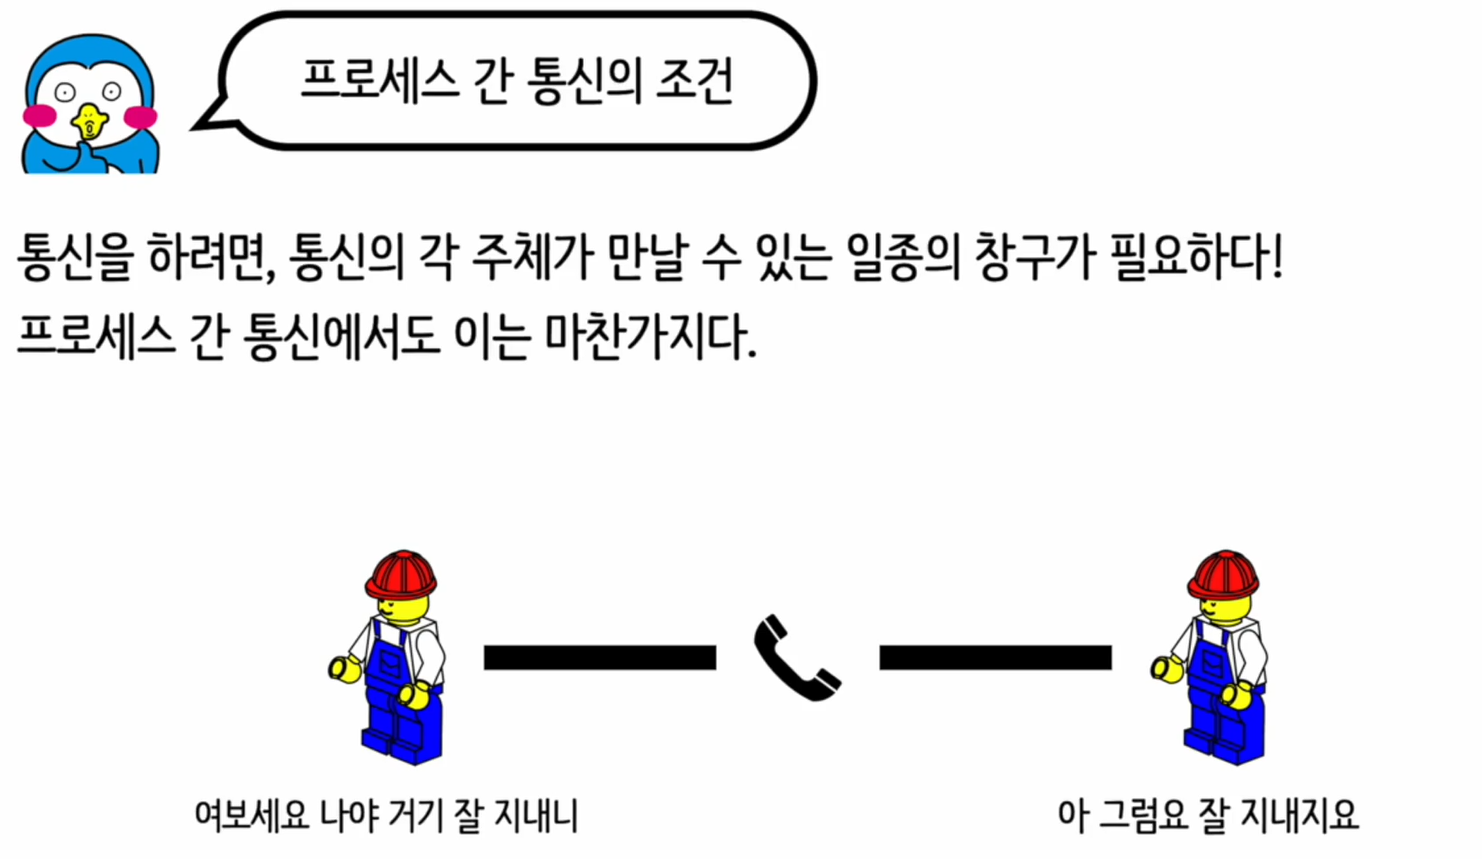 프로세스 간 통신의 조건
통신을 하려면, 통신의 각 주체가 만날 수 있는 일종의 창구가 필요하다!
프로세스 간 통신에서도 이는 마찬가지다.
여보세요 나야 거기 잘 지내니
아 그럼요 잘 지내지요